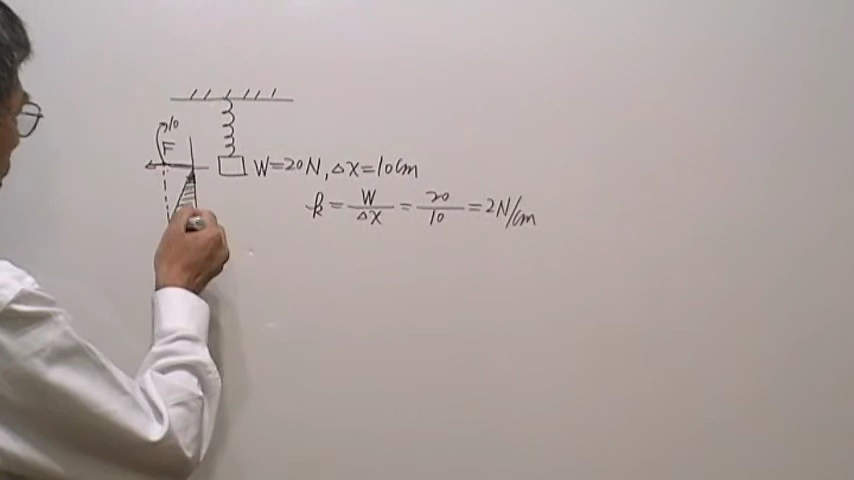 10
F
W=20N, Δx=10cm
k = W/Δx = 20/10 = 2N/cm